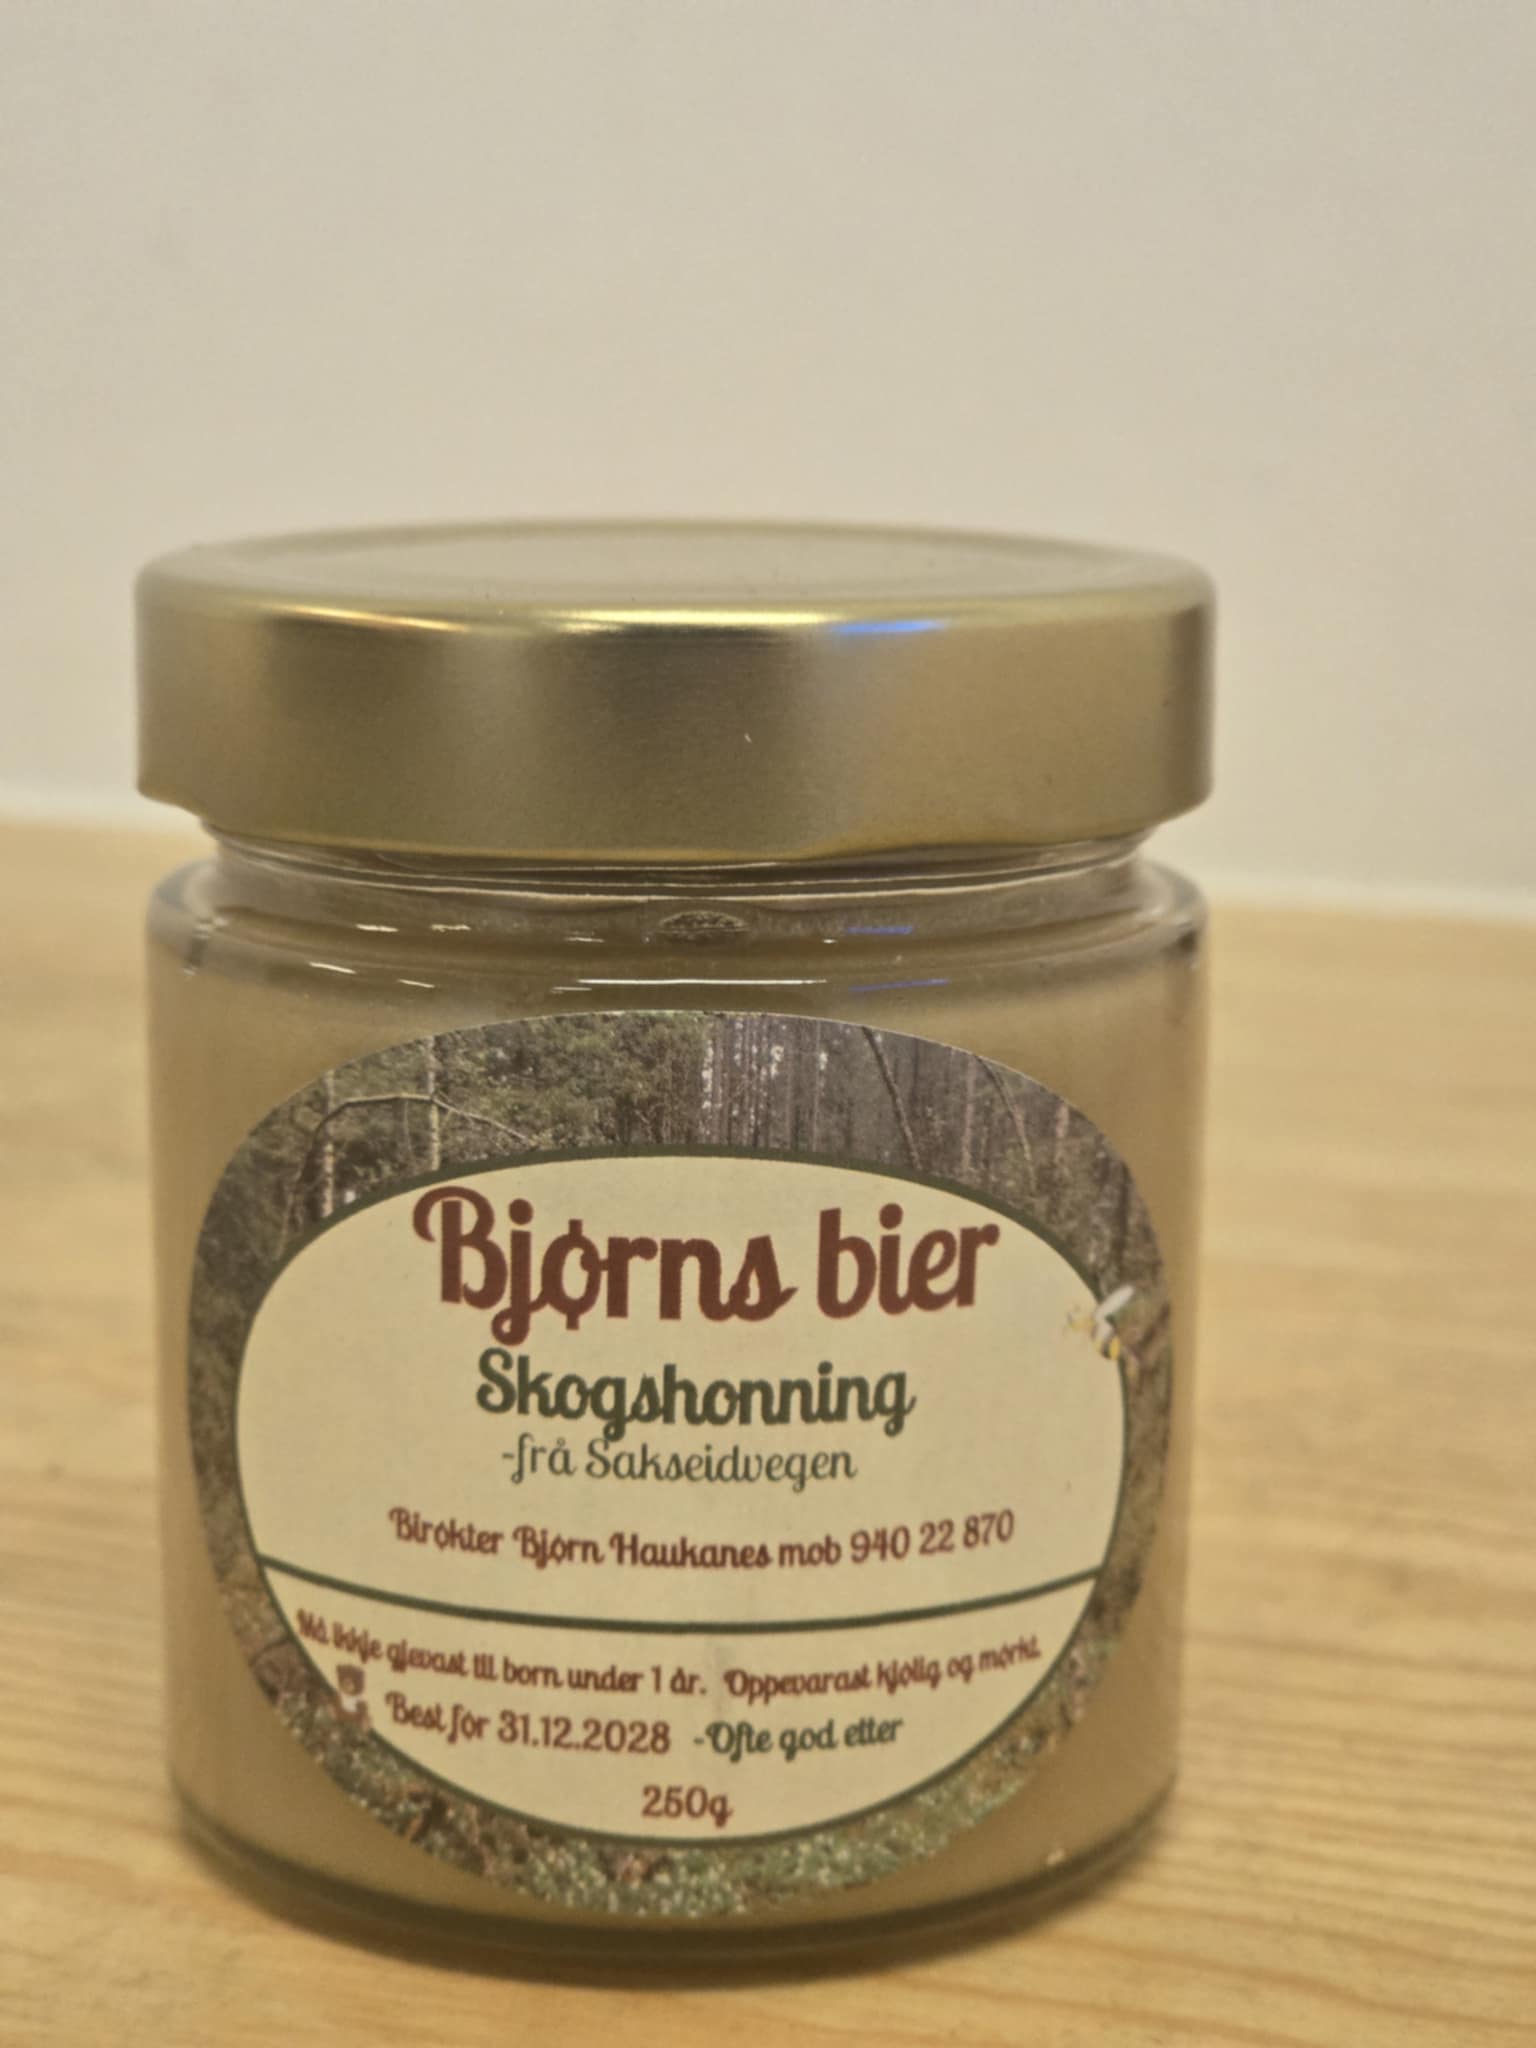 Bjørns bier
Skogshonning
-frå Sakseidvegen
Birøkter Bjørn Haukanes mob 940 22 870
Må ikkje gjevast til born under 1 år. Oppevarast kjølig og mørkt.
Best før 31.12.2028 -Ofte god etter
250g